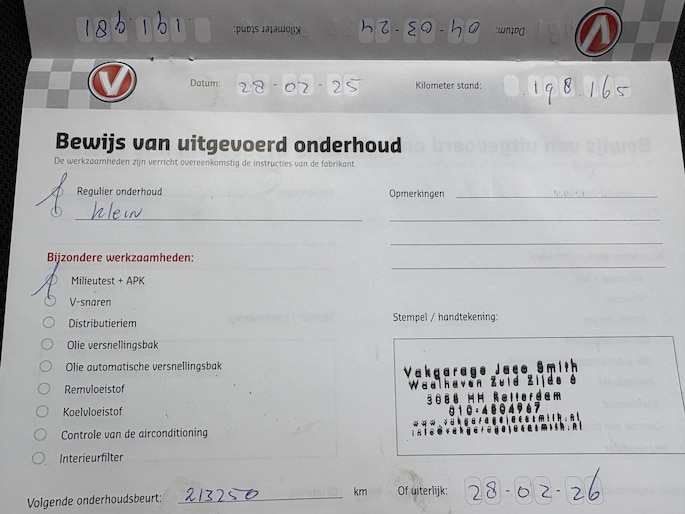 191.981 Kilometer stand: Datum: 04-03-24
V
Datum: 28-02-25 Kilometer stand: 198.165
Bewijs van uitgevoerd onderhoud
De werkzaamheden zijn verricht overeenkomstig de instructies van de fabrikant.
Regulier onderhoud
klein
Opmerkingen
Bijzondere werkzaamheden:
Milieutest + APK
V-snaren
Distributieriem
Olie versnellingsbak
Olie automatische versnellingsbak
Remvloeistof
Koelvloeistof
Controle van de airconditioning
Interieurfilter
Stempel / handtekening:
Vakgarage Jaco Smith
Waalhaven Zuid Zijde 6
3088 HH Rotterdam
010-4804967
www.vakgaragejacosmith.nl
info@vakgaragejacosmith.nl
Volgende onderhoudsbeurt: 213250 km Of uiterlijk: 28-02-26